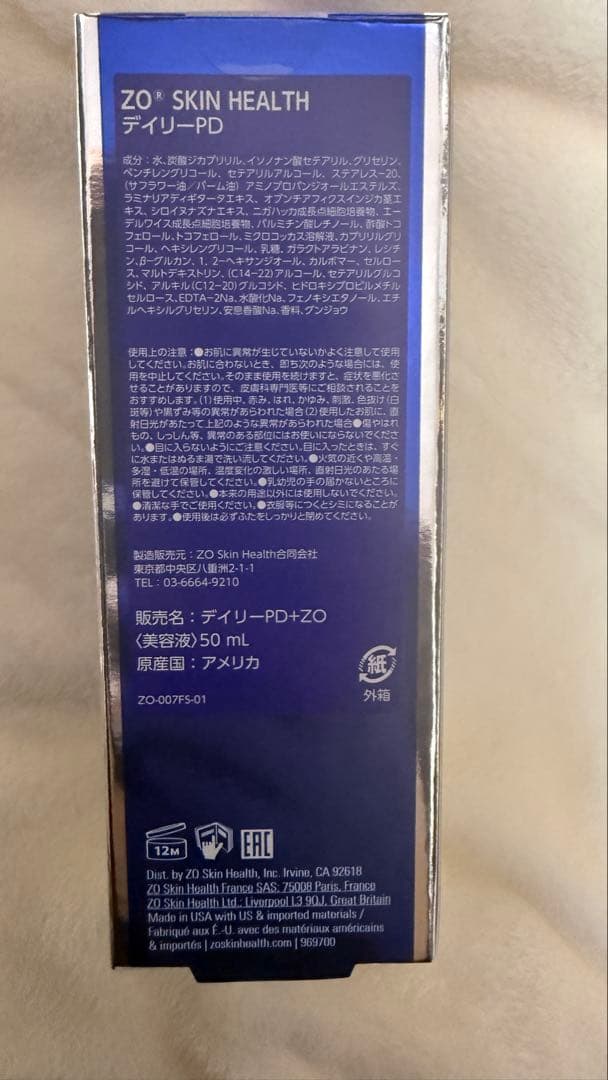 ZO® SKIN HEALTH
デイリーPD
成分：水、炭酸ジカプリリル、イソノナン酸セテアリル、グリセリン、
ペンチレングリコール、セテアリルアルコール、ステアレス-20、
(サフラワー油／パーム油) アミノプロパンジオールエステルズ、
ラミナリアディギタータエキス、オプンチアフィクスインジカ茎エ
キス、シロイヌナズナエキス、ニガハッカ成長点細胞培養物、エー
デルワイス成長点細胞培養物、パルミチン酸レチノール、酢酸トコ
フェロール、トコフェロール、ミクロコッカス溶解液、カプリリルグリ
コール、ヘキシレングリコール、乳糖、ガラクトアラビナン、レシチ
ン、β-グルカン、1, 2-ヘキサンジオール、カルボマー、セルロー
ス、マルトデキストリン、(C14-22)アルコール、セテアリルグルコ
シド、アルキル(C12-20)グルコシド、ヒドロキシプロピルメチル
セルロース、EDTA-2Na、水酸化Na、フェノキシエタノール、エチ
ルヘキシルグリセリン、安息香酸Na、香料、グンジョウ
使用上の注意：●お肌に異常が生じていないかよく注意して使用
してください。お肌に合わないとき、即ち次のような場合には、使
用を中止してください。そのまま使用を続けますと、症状を悪化さ
せることがありますので、皮膚科専門医等にご相談されることを
おすすめします。(1)使用中、赤み、はれ、かゆみ、刺激、色抜け(白
斑等)や黒ずみ等の異常があらわれた場合(2)使用したお肌に、直
射日光があたって上記のような異常があらわれた場合●傷やはれ
もの、しっしん等、異常のある部位にはお使いにならないでくださ
い。●目に入らないようにご注意ください。目に入ったときは、すぐ
に水またはぬるま湯で洗い流してください。●火気の近くや高温・
多湿・低温の場所、温度変化の激しい場所、直射日光のあたる場
所を避けて保管してください。●乳幼児の手の届かないところに
保管してください。●本来の用途以外には使用しないでください。
●清潔な手でご使用ください。●衣服等につくとシミになることが
あります。●使用後は必ずふたをしっかりと閉めてください。
製造販売元：ZO Skin Health合同会社
東京都中央区八重洲2-1-1
TEL：03-6664-9210
販売名：デイリーPD+ZO
〈美容液〉50 mL
原産国：アメリカ
紙
外箱
ZO-007FS-01
12M
EAC
Dist. by ZO Skin Health, Inc. Irvine, CA 92618
ZO Skin Health France SAS; 75008 Paris, France
ZO Skin Health Ltd.; Liverpool L3 9QJ, Great Britain
Made in USA with US & imported materials /
Fabriqué aux É.-U. avec des matériaux américains
& importés | zoskinhealth.com | 969700